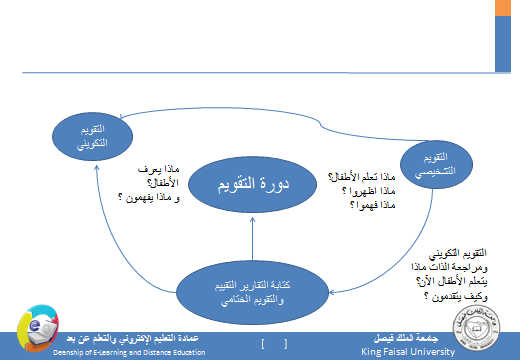 التقويم
التكويني
التقويم
التشخيصي
ماذا يعرف
الأطفال؟
و ماذا يفهمون ؟
دورة التقويم
ماذا تعلم الأطفال؟
ماذا اظهروا ؟
ماذا فهموا ؟
التقويم التكويني
ومراجعة الذات ماذا
يتعلم الأطفال الآن؟
وكيف يتقدمون ؟
كتابة التقارير التقييم
والتقويم الختامي
جامعة الملك فيصل
King Faisal University
[ ]
عمادة التعليم الإلكتروني والتعلم عن بعد
Deanship of E-Learning and Distance Education